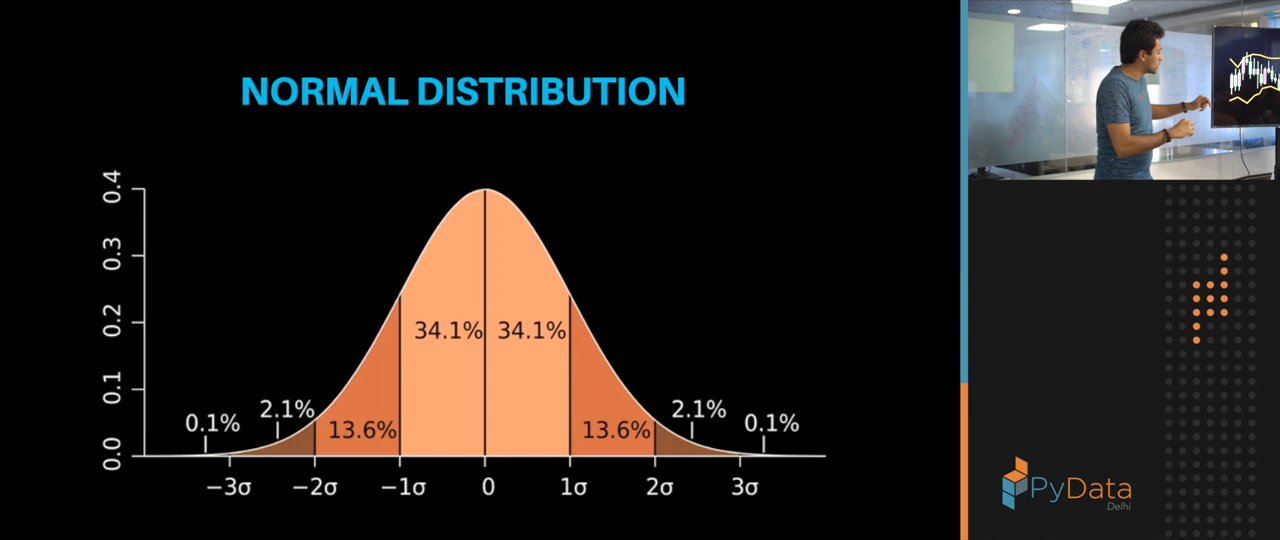 NORMAL DISTRIBUTION
0.4
0.3
0.2
0.1
0.0
34.1% 34.1%
0.1% 2.1% 13.6% 13.6% 2.1% 0.1%
−3σ −2σ −1σ 0 1σ 2σ 3σ
PyData
Delhi